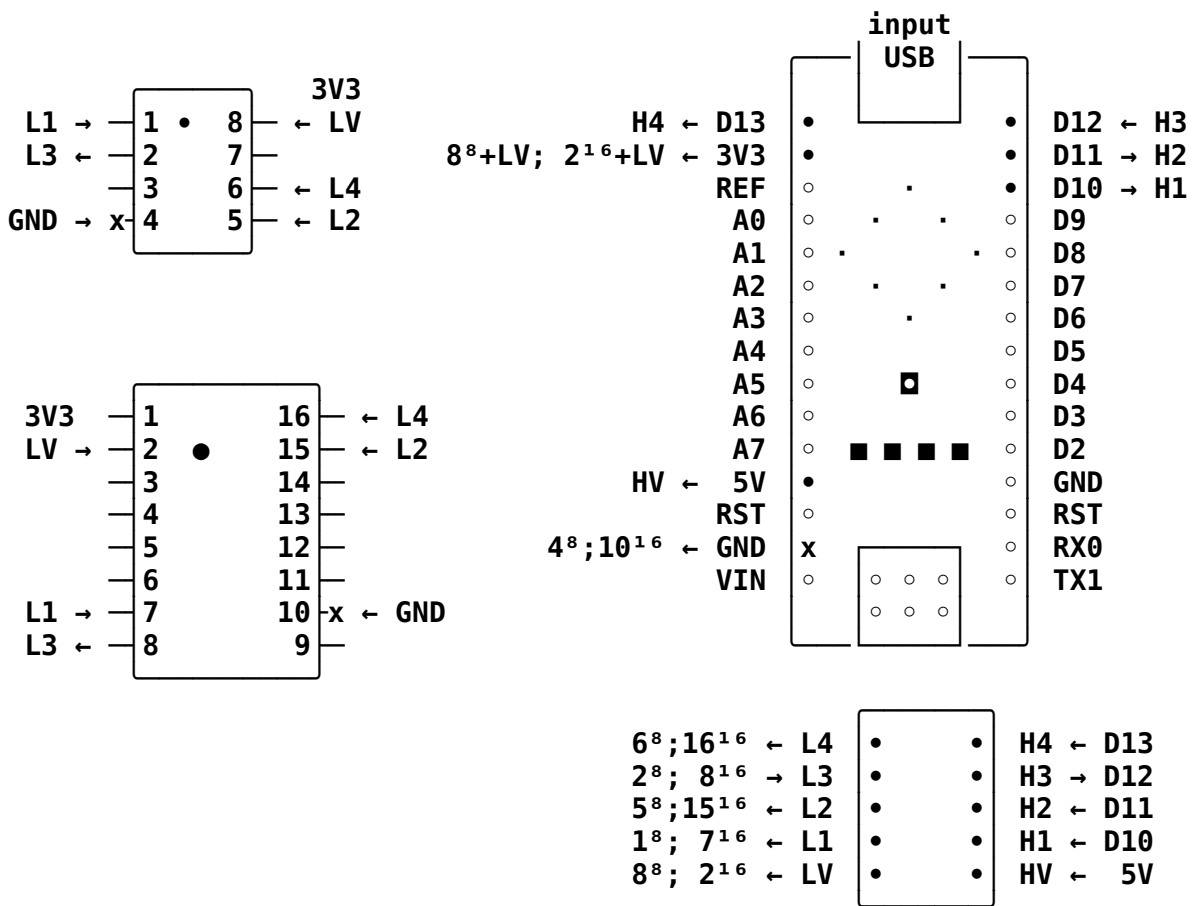 input
USB
3V3
L1 → 1 • 8 ← LV
L3 ← 2 7
3 6 ← L4
GND → x 4 5 ← L2
H4 ← D13 • • D12 ← H3
8⁸+LV; 2¹⁶+LV ← 3V3 • • D11 → H2
REF ○ • D10 → H1
A0 ○ ○ D9
A1 ○ ○ D8
A2 ○ ○ D7
A3 ○ ○ D6
A4 ○ ○ D5
A5 ○ ○ D4
A6 ○ ○ D3
A7 ○ ○ D2
HV ← 5V • ○ GND
RST ○ ○ RST
4⁸;10¹⁶ ← GND x ○ RX0
VIN ○ ○ TX1
3V3 1 16 ← L4
LV → 2 ● 15 ← L2
3 14
4 13
5 12
6 11
L1 → 7 10 x ← GND
L3 ← 8 9
6⁸;16¹⁶ ← L4 • • H4 ← D13
2⁸; 8¹⁶ → L3 • • H3 → D12
5⁸;15¹⁶ ← L2 • • H2 ← D11
1⁸; 7¹⁶ ← L1 • • H1 ← D10
8⁸; 2¹⁶ ← LV • • HV ← 5V